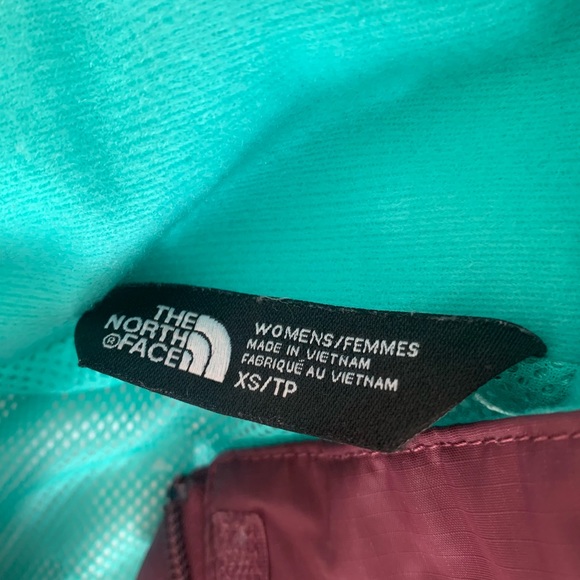 THE
NORTH
®FACE
WOMENS/FEMMES
MADE IN VIETNAM
FABRIQUÉ AU VIETNAM
XS/TP